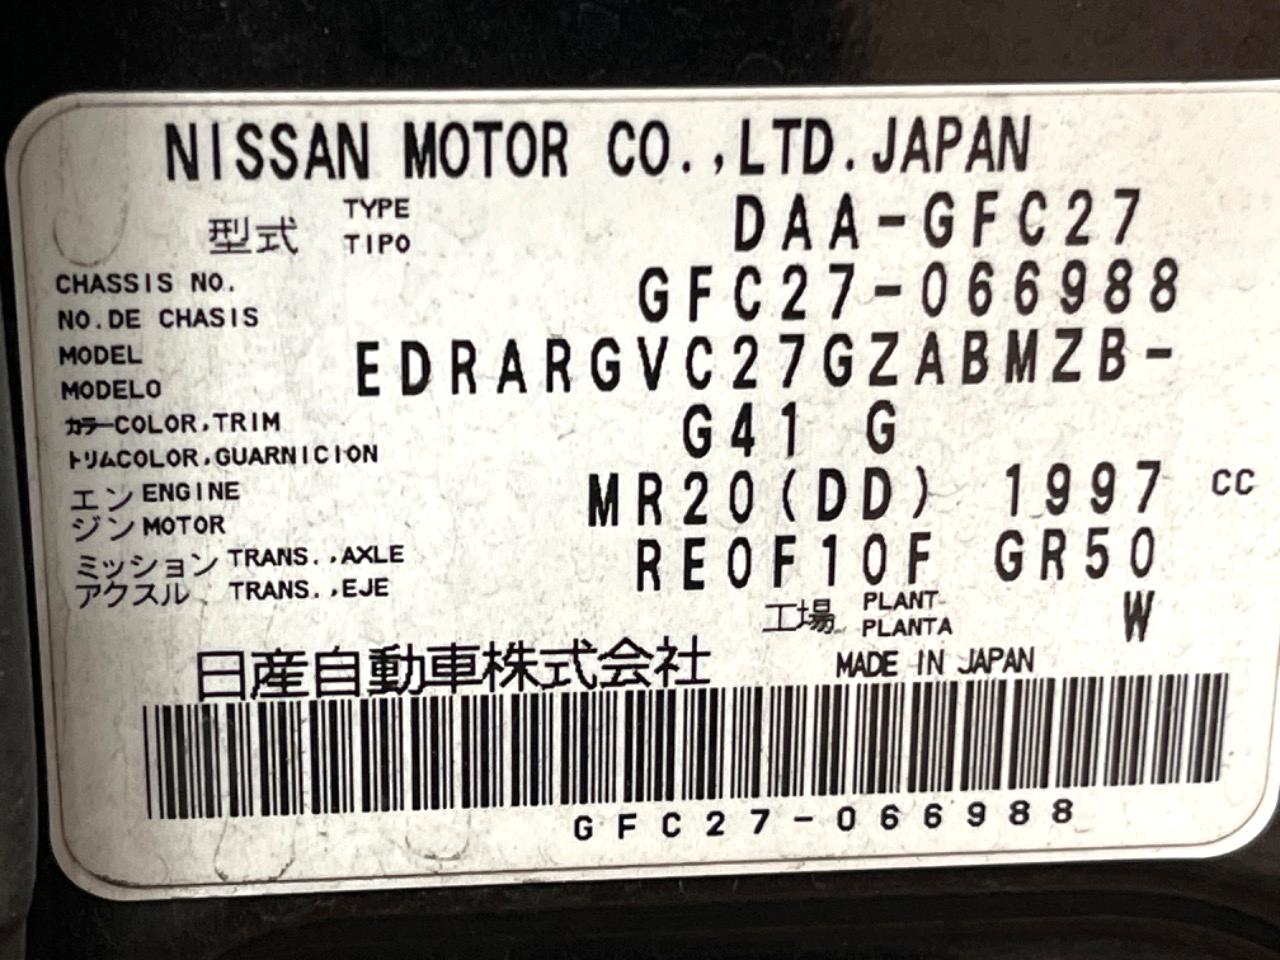 NISSAN MOTOR CO.,LTD.JAPAN
型式 TYPE TIPO DAA-GFC27
CHASSIS NO. NO.DE CHASIS GFC27-066988
MODEL MODELO EDRARGVC27GZABMZB-
カラーCOLOR,TRIM G41 G
トリムCOLOR,GUARNICION
エンジン ENGINE MOTOR MR20(DD) 1997 CC
ミッション TRANS.,AXLE RE0F10F GR50
アクスル TRANS.,EJE
工場 PLANT PLANTA W
日産自動車株式会社 MADE IN JAPAN
GFC27-066988